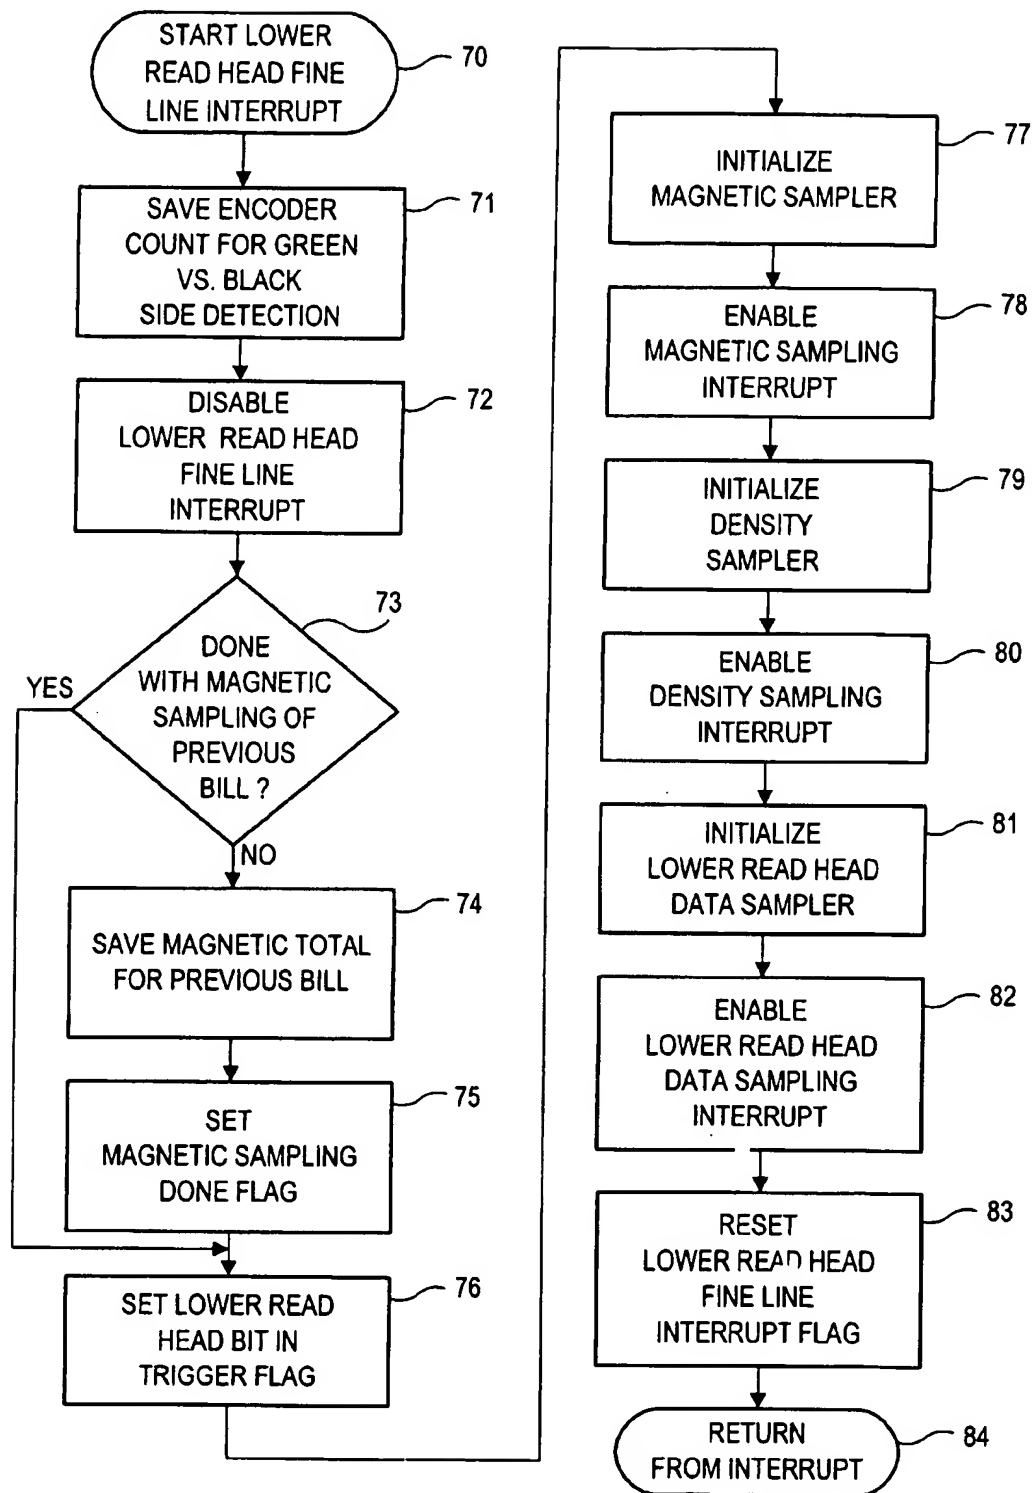 START LOWER
READ HEAD FINE
LINE INTERRUPT
70
SAVE ENCODER
COUNT FOR GREEN
VS. BLACK
SIDE DETECTION
71
DISABLE
LOWER READ HEAD
FINE LINE
INTERRUPT
72
DONE
WITH MAGNETIC
SAMPLING OF
PREVIOUS
BILL ?
73
YES
NO
SAVE MAGNETIC TOTAL
FOR PREVIOUS BILL
74
SET
MAGNETIC SAMPLING
DONE FLAG
75
SET LOWER READ
HEAD BIT IN
TRIGGER FLAG
76
INITIALIZE
MAGNETIC SAMPLER
77
ENABLE
MAGNETIC SAMPLING
INTERRUPT
78
INITIALIZE
DENSITY
SAMPLER
79
ENABLE
DENSITY SAMPLING
INTERRUPT
80
INITIALIZE
LOWER READ HEAD
DATA SAMPLER
81
ENABLE
LOWER READ HEAD
DATA SAMPLING
INTERRUPT
82
RESET
LOWER READ HEAD
FINE LINE
INTERRUPT FLAG
83
RETURN
FROM INTERRUPT
84